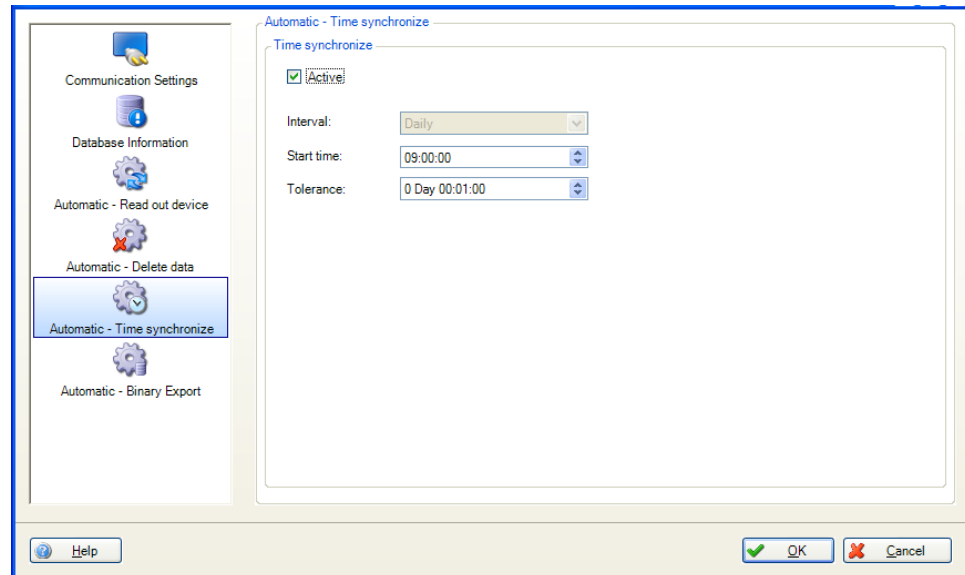 Communication Settings
Database Information
Automatic - Read out device
Automatic - Delete data
Automatic - Time synchronize
Automatic - Binary Export
Automatic - Time synchronize
Time synchronize
Active
Interval: Daily
Start time: 09:00:00
Tolerance: 0 Day 00:01:00
Help
OK
Cancel